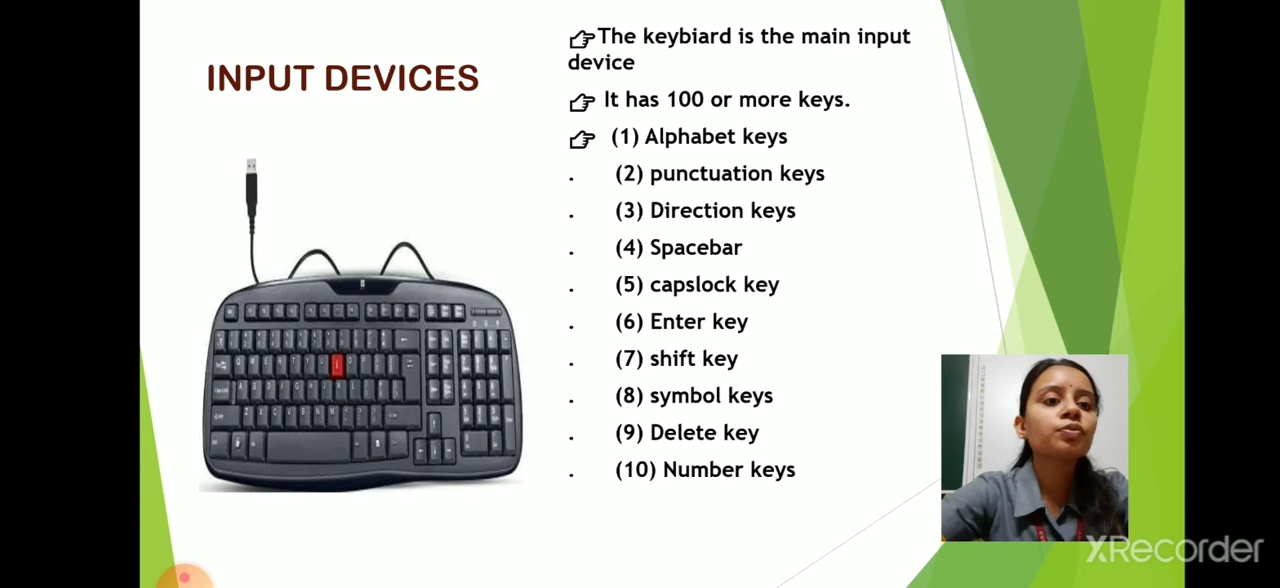 INPUT DEVICES
The keybiard is the main input
device
It has 100 or more keys.
(1) Alphabet keys
. (2) punctuation keys
. (3) Direction keys
. (4) Spacebar
. (5) capslock key
. (6) Enter key
. (7) shift key
. (8) symbol keys
. (9) Delete key
. (10) Number keys
XRecorder